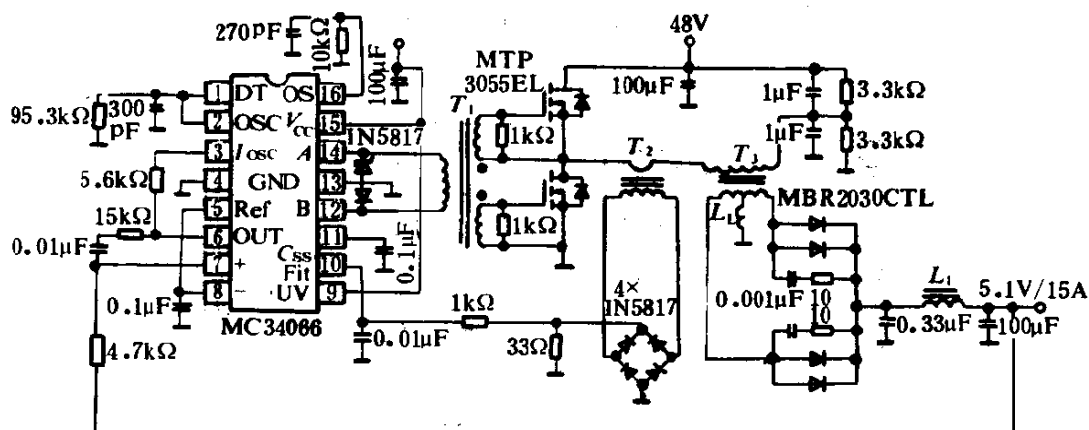 270pF
10kΩ
100μF
48V
MTP
3055EL
100μF
1μF
3.3kΩ
1μF
3.3kΩ
95.3kΩ
300
pF
1 DT OS 16
2 OSC VCC 15
3 IOSC A 14
4 GND 13
5 Ref B 12
6 OUT CSS 11
7 + Fit 10
8 − UV 9
MC34066
1N5817
T1
1kΩ
1kΩ
T2
T3
L1
MBR2030CTL
5.6kΩ
15kΩ
0.01μF
0.1μF
4.7kΩ
0.1μF
0.01μF
1kΩ
33Ω
4×
1N5817
0.001μF
10
10
L1
5.1V/15A
0.33μF
100μF